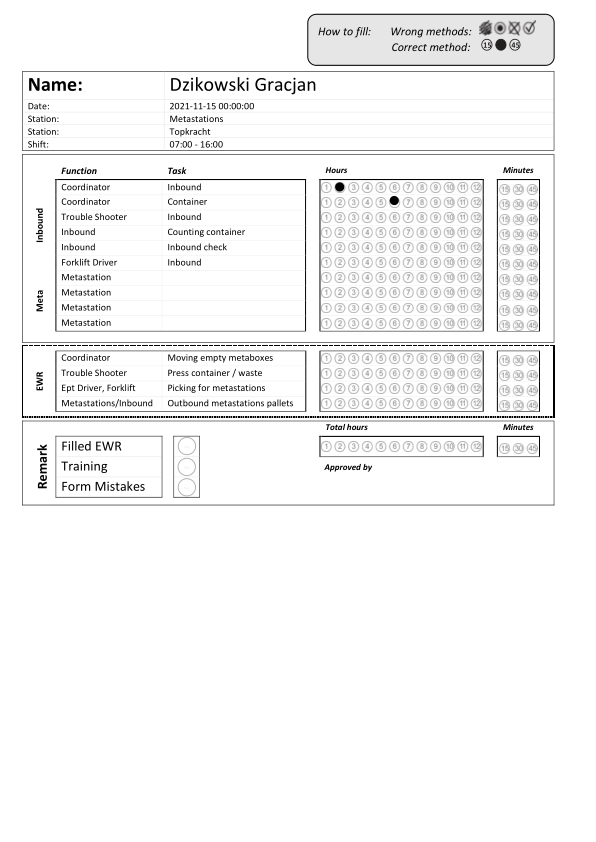 How to fill: Wrong methods:
Correct method: 15 45
Name: Dzikowski Gracjan
Date: 2021-11-15 00:00:00
Station: Metastations
Station: Topkracht
Shift: 07:00 - 16:00
Function Task Hours Minutes
Inbound
Coordinator Inbound 1 3 4 5 6 7 8 9 10 11 12 15 30 45
Coordinator Container 1 2 3 4 5 7 8 9 10 11 12 15 30 45
Trouble Shooter Inbound 1 2 3 4 5 6 7 8 9 10 11 12 15 30 45
Inbound Counting container 1 2 3 4 5 6 7 8 9 10 11 12 15 30 45
Inbound Inbound check 1 2 3 4 5 6 7 8 9 10 11 12 15 30 45
Forklift Driver Inbound 1 2 3 4 5 6 7 8 9 10 11 12 15 30 45
Meta
Metastation 1 2 3 4 5 6 7 8 9 10 11 12 15 30 45
Metastation 1 2 3 4 5 6 7 8 9 10 11 12 15 30 45
Metastation 1 2 3 4 5 6 7 8 9 10 11 12 15 30 45
Metastation 1 2 3 4 5 6 7 8 9 10 11 12 15 30 45
EWR
Coordinator Moving empty metaboxes 1 2 3 4 5 6 7 8 9 10 11 12 15 30 45
Trouble Shooter Press container / waste 1 2 3 4 5 6 7 8 9 10 11 12 15 30 45
Ept Driver, Forklift Picking for metastations 1 2 3 4 5 6 7 8 9 10 11 12 15 30 45
Metastations/Inbound Outbound metastations pallets 1 2 3 4 5 6 7 8 9 10 11 12 15 30 45
Total hours Minutes
Remark
Filled EWR 1 2 3 4 5 6 7 8 9 10 11 12 15 30 45
Training Approved by
Form Mistakes